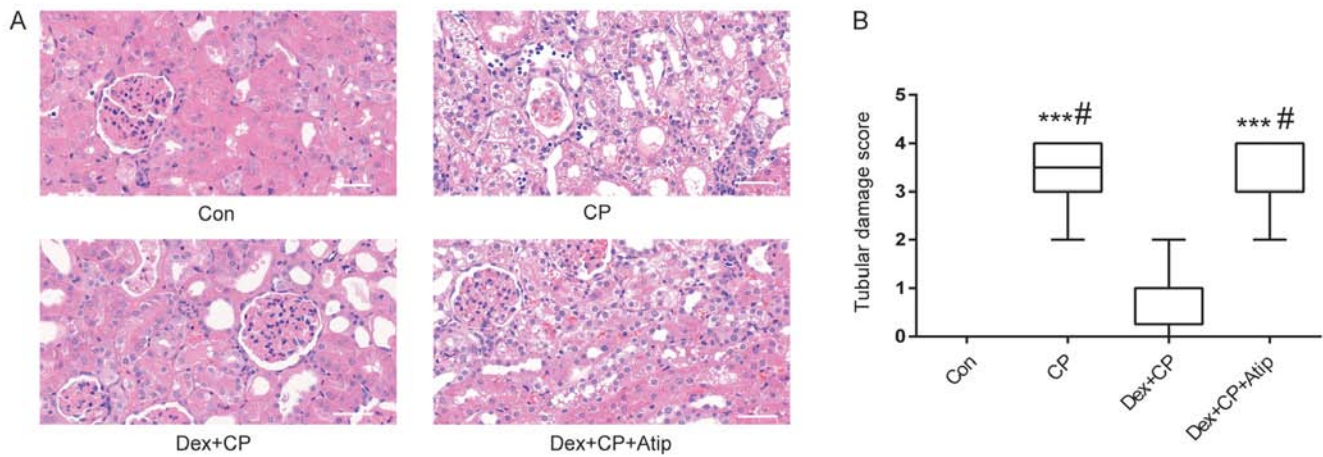 A
Con
CP
Dex+CP
Dex+CP+Atip
B
Tubular damage score
5
4
3
2
1
0
***#
*** #
Con
CP
Dex+CP
Dex+CP+Atip